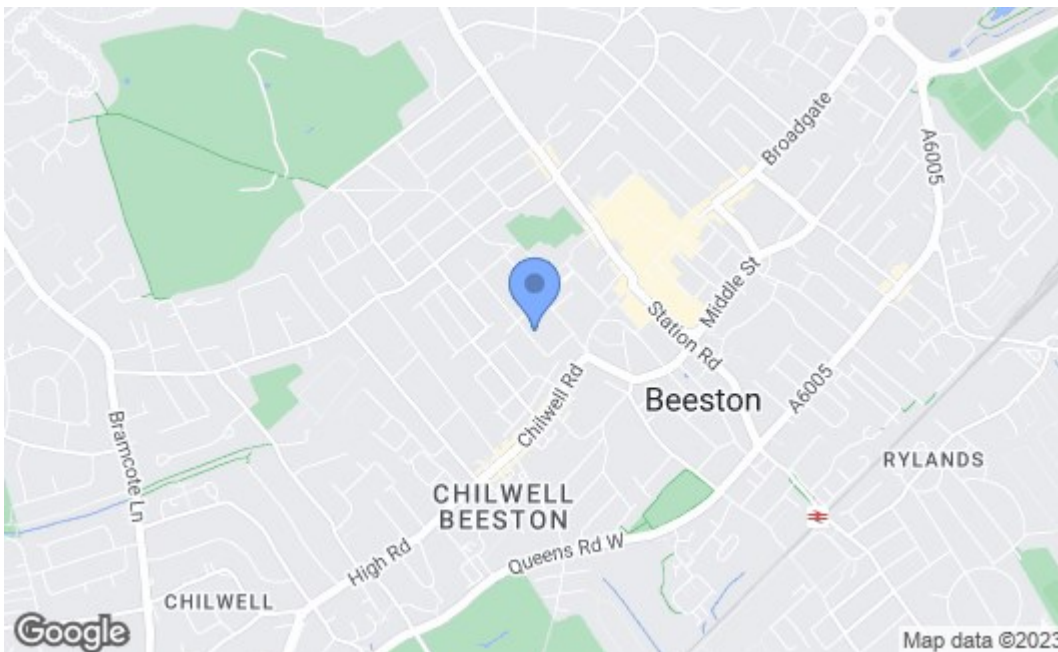 Broadgate
A6005
Middle St
Station Rd
Chilwell Rd
Beeston
A6005
Bramcote Ln
RYLANDS
CHILWELL
BEESTON
High Rd
Queens Rd W
CHILWELL
Google
Map data ©2023